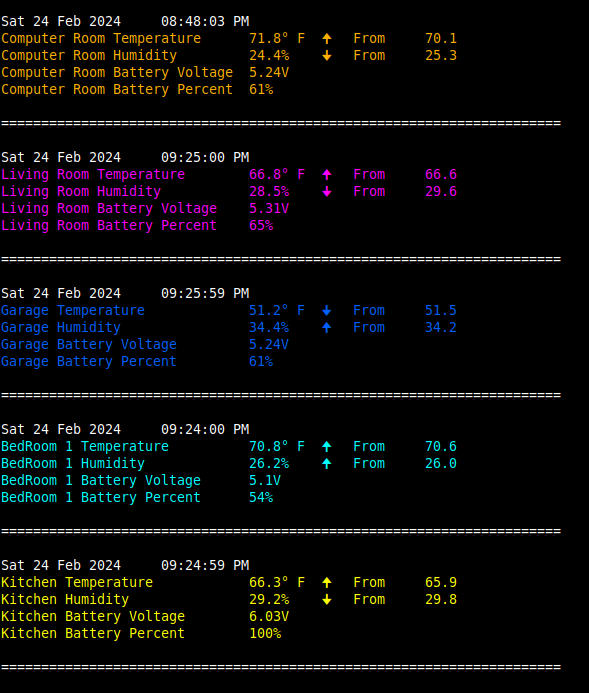 Sat 24 Feb 2024     08:48:03 PM
Computer Room Temperature      71.8° F  ↑  From     70.1
Computer Room Humidity         24.4%    ↓  From     25.3
Computer Room Battery Voltage  5.24V
Computer Room Battery Percent  61%
======================================================================
Sat 24 Feb 2024     09:25:00 PM
Living Room Temperature        66.8° F  ↑  From     66.6
Living Room Humidity           28.5%    ↓  From     29.6
Living Room Battery Voltage    5.31V
Living Room Battery Percent    65%
======================================================================
Sat 24 Feb 2024     09:25:59 PM
Garage Temperature             51.2° F  ↓  From     51.5
Garage Humidity                34.4%    ↑  From     34.2
Garage Battery Voltage         5.24V
Garage Battery Percent         61%
======================================================================
Sat 24 Feb 2024     09:24:00 PM
BedRoom 1 Temperature          70.8° F  ↑  From     70.6
BedRoom 1 Humidity             26.2%    ↑  From     26.0
BedRoom 1 Battery Voltage      5.1V
BedRoom 1 Battery Percent      54%
======================================================================
Sat 24 Feb 2024     09:24:59 PM
Kitchen Temperature            66.3° F  ↑  From     65.9
Kitchen Humidity               29.2%    ↓  From     29.8
Kitchen Battery Voltage        6.03V
Kitchen Battery Percent        100%
======================================================================